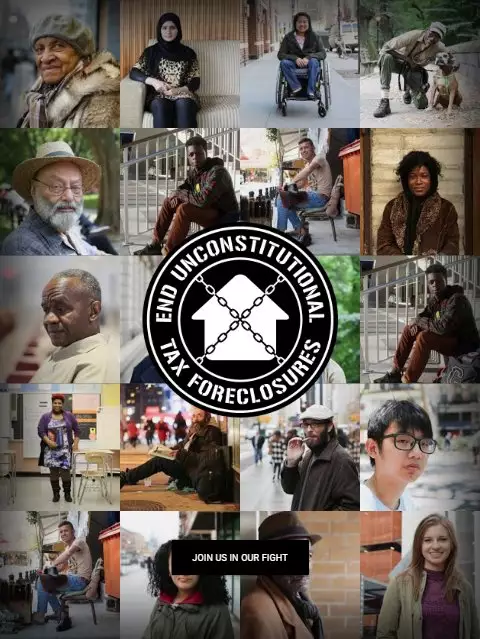 END UNCONSTITUTIONAL
TAX FORECLOSURES
JOIN US IN OUR FIGHT